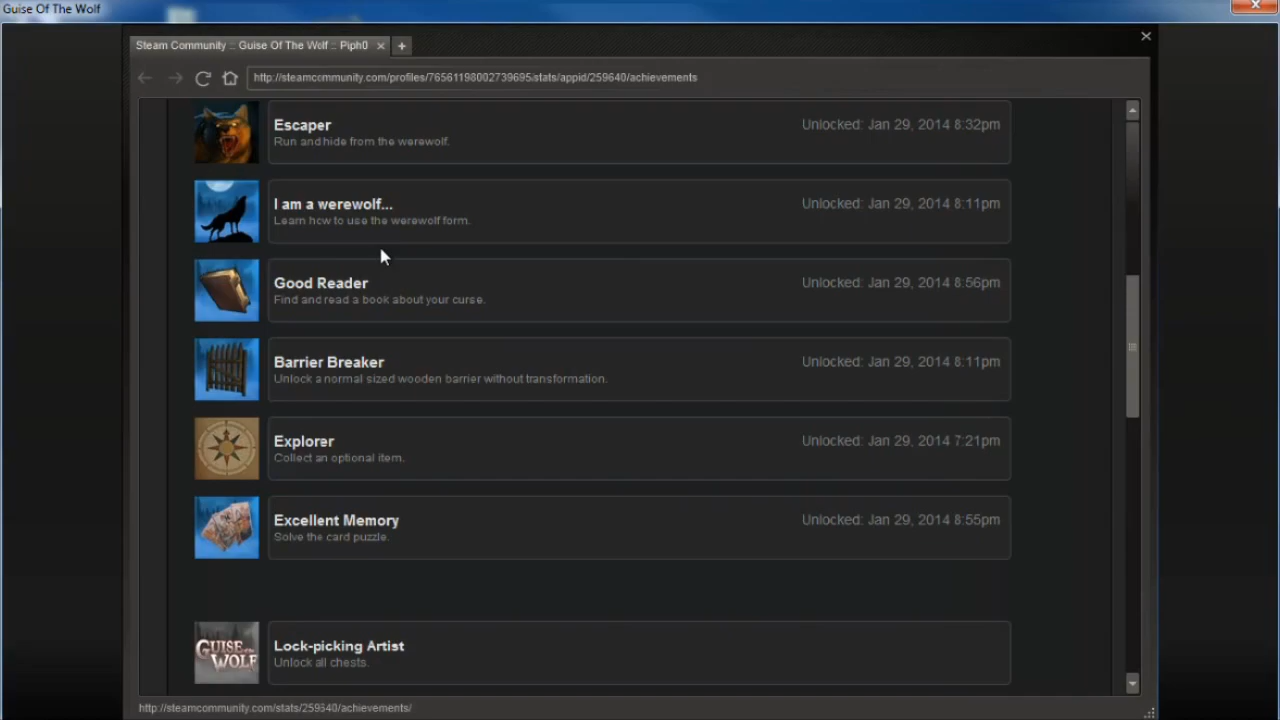 Guise Of The Wolf
Steam Community :: Guise Of The Wolf :: Piph0
http://steamcommunity.com/profiles/76561198002739695/stats/appid/259640/achievements
Escaper
Unlocked: Jan 29, 2014 8:32pm
Run and hide from the werewolf.
I am a werewolf...
Unlocked: Jan 29, 2014 8:11pm
Learn how to use the werewolf form.
Good Reader
Unlocked: Jan 29, 2014 8:56pm
Find and read a book about your curse.
Barrier Breaker
Unlocked: Jan 29, 2014 8:11pm
Unlock a normal sized wooden barrier without transformation.
Explorer
Unlocked: Jan 29, 2014 7:21pm
Collect an optional item.
Excellent Memory
Unlocked: Jan 29, 2014 8:55pm
Solve the card puzzle.
GUISE of the WOLF
Lock-picking Artist
Unlock all chests.
http://steamcommunity.com/stats/259640/achievements/